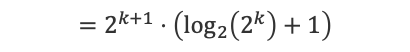 = 2^{k+1} · (log₂(2^k) + 1)